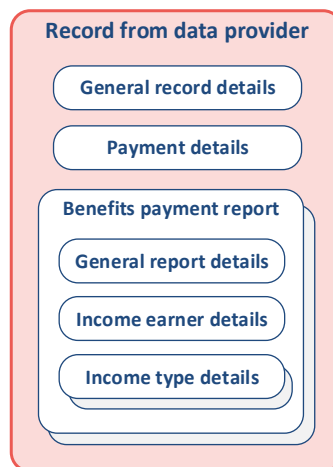 Record from data provider
General record details
Payment details
Benefits payment report
General report details
Income earner details
Income type details